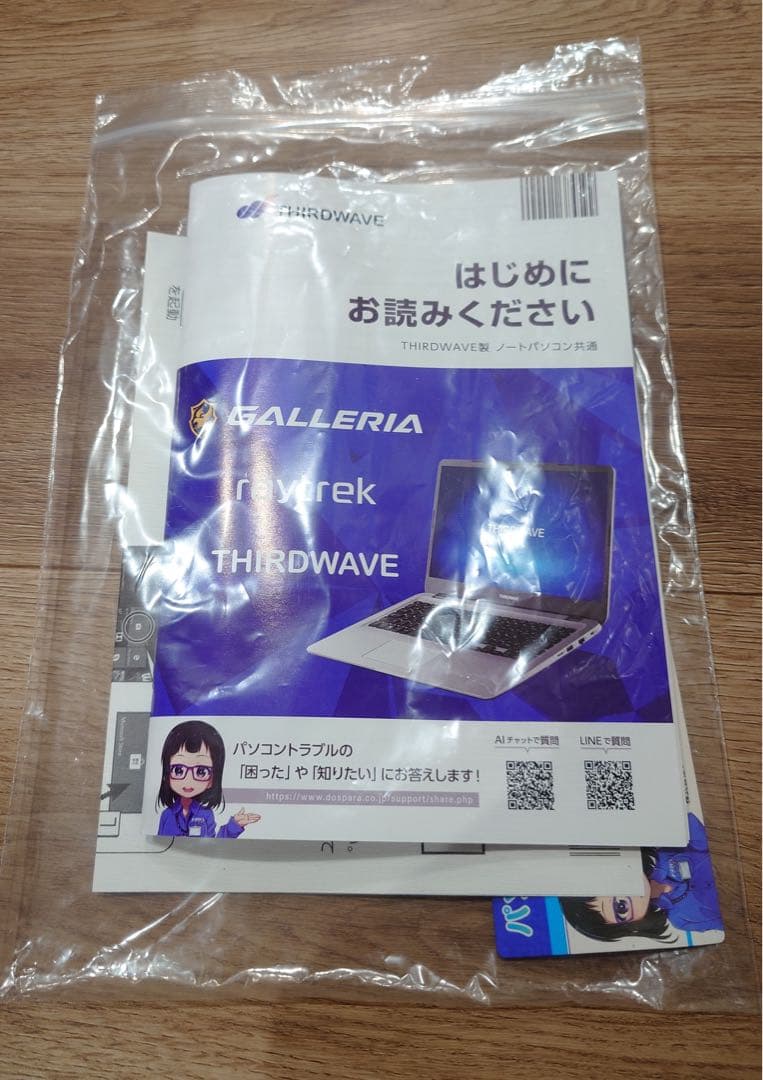 THIRDWAVE
はじめに
お読みください
THIRDWAVE製 ノートパソコン共通
を起動
GALLERIA
raytrek
THIRDWAVE
THIRDWAVE
パソコントラブルの
「困った」や「知りたい」にお答えします!
https://www.dospara.co.jp/support/share.php
AIチャットで質問
LINEで質問